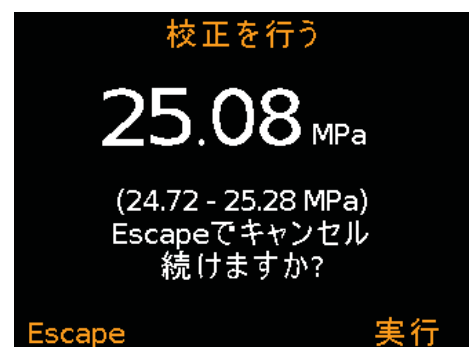 校正を行う
25.08 MPa
(24.72 - 25.28 MPa)
Escapeでキャンセル
続けますか?
Escape 実行